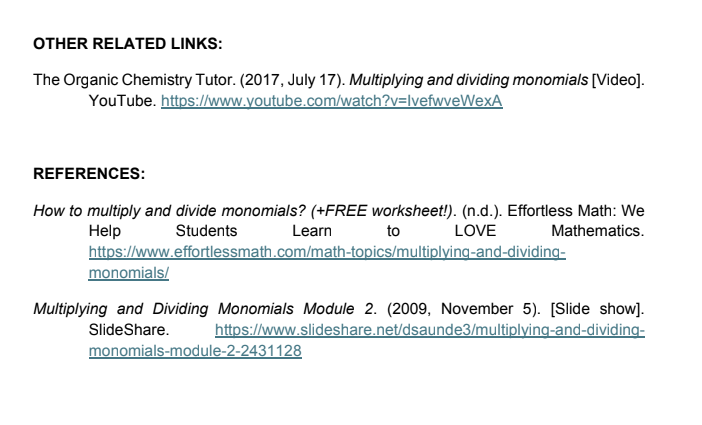 OTHER RELATED LINKS:
The Organic Chemistry Tutor. (2017, July 17). Multiplying and dividing monomials [Video].
YouTube. https://www.youtube.com/watch?v=IvefwveWexA
REFERENCES:
How to multiply and divide monomials? (+FREE worksheet!). (n.d.). Effortless Math: We
Help Students Learn to LOVE Mathematics.
https://www.effortlessmath.com/math-topics/multiplying-and-dividing-
monomials/
Multiplying and Dividing Monomials Module 2. (2009, November 5). [Slide show].
SlideShare. https://www.slideshare.net/dsaunde3/multiplying-and-dividing-
monomials-module-2-2431128